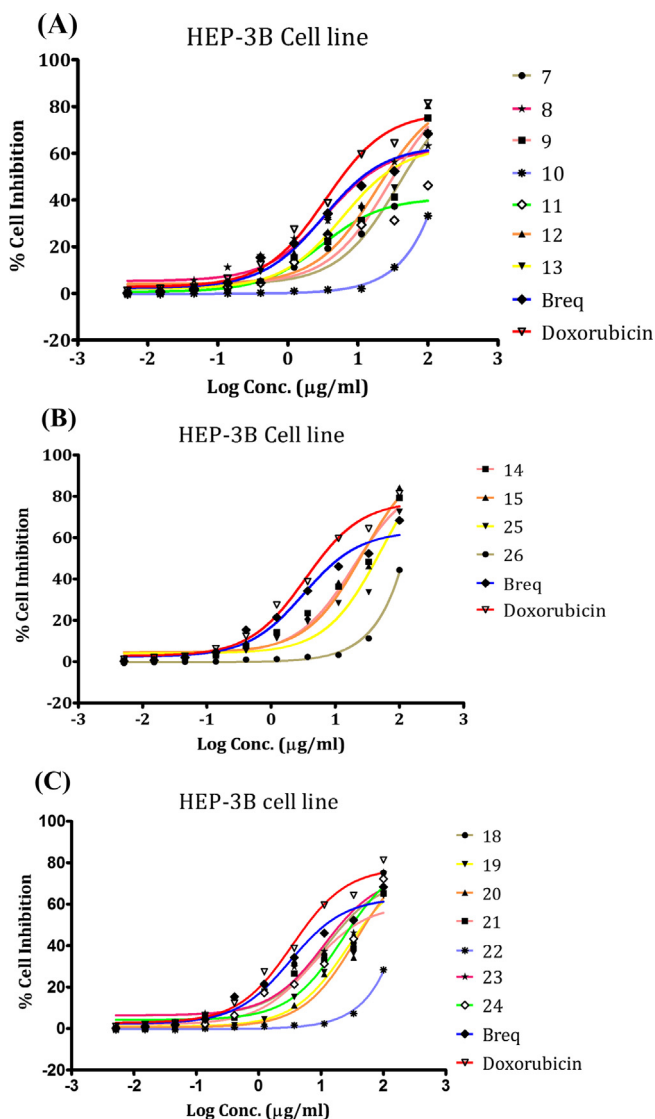 (A)
HEP-3B Cell line
% Cell Inhibition
100
80
60
40
20
0
-20
-3 -2 -1 0 1 2 3
Log Conc. (μg/ml)
7
8
9
10
11
12
13
Breq
Doxorubicin
(B)
HEP-3B Cell line
% Cell Inhibition
100
80
60
40
20
0
-20
-3 -2 -1 0 1 2 3
Log Conc. (μg/ml)
14
15
25
26
Breq
Doxorubicin
(C)
HEP-3B cell line
% Cell Inhibition
100
80
60
40
20
0
-20
-3 -2 -1 0 1 2 3
Log Conc. (μg/ml)
18
19
20
21
22
23
24
Breq
Doxorubicin